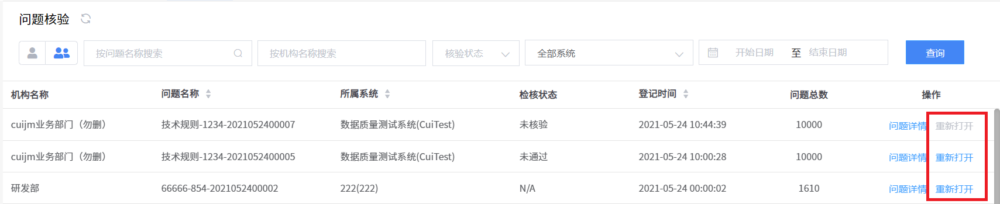 问题核验
按问题名称搜索 按机构名称搜索 核验状态 全部系统 开始日期 至 结束日期 查询
机构名称 问题名称 所属系统 检核状态 登记时间 问题总数 操作
cuijm业务部门（勿删） 技术规则-1234-2021052400007 数据质量测试系统(CuiTest) 未核验 2021-05-24 10:44:39 10000 问题详情 重新打开
cuijm业务部门（勿删） 技术规则-1234-2021052400005 数据质量测试系统(CuiTest) 未通过 2021-05-24 10:00:28 10000 问题详情 重新打开
研发部 66666-854-2021052400002 222(222) N/A 2021-05-24 00:00:02 1610 问题详情 重新打开